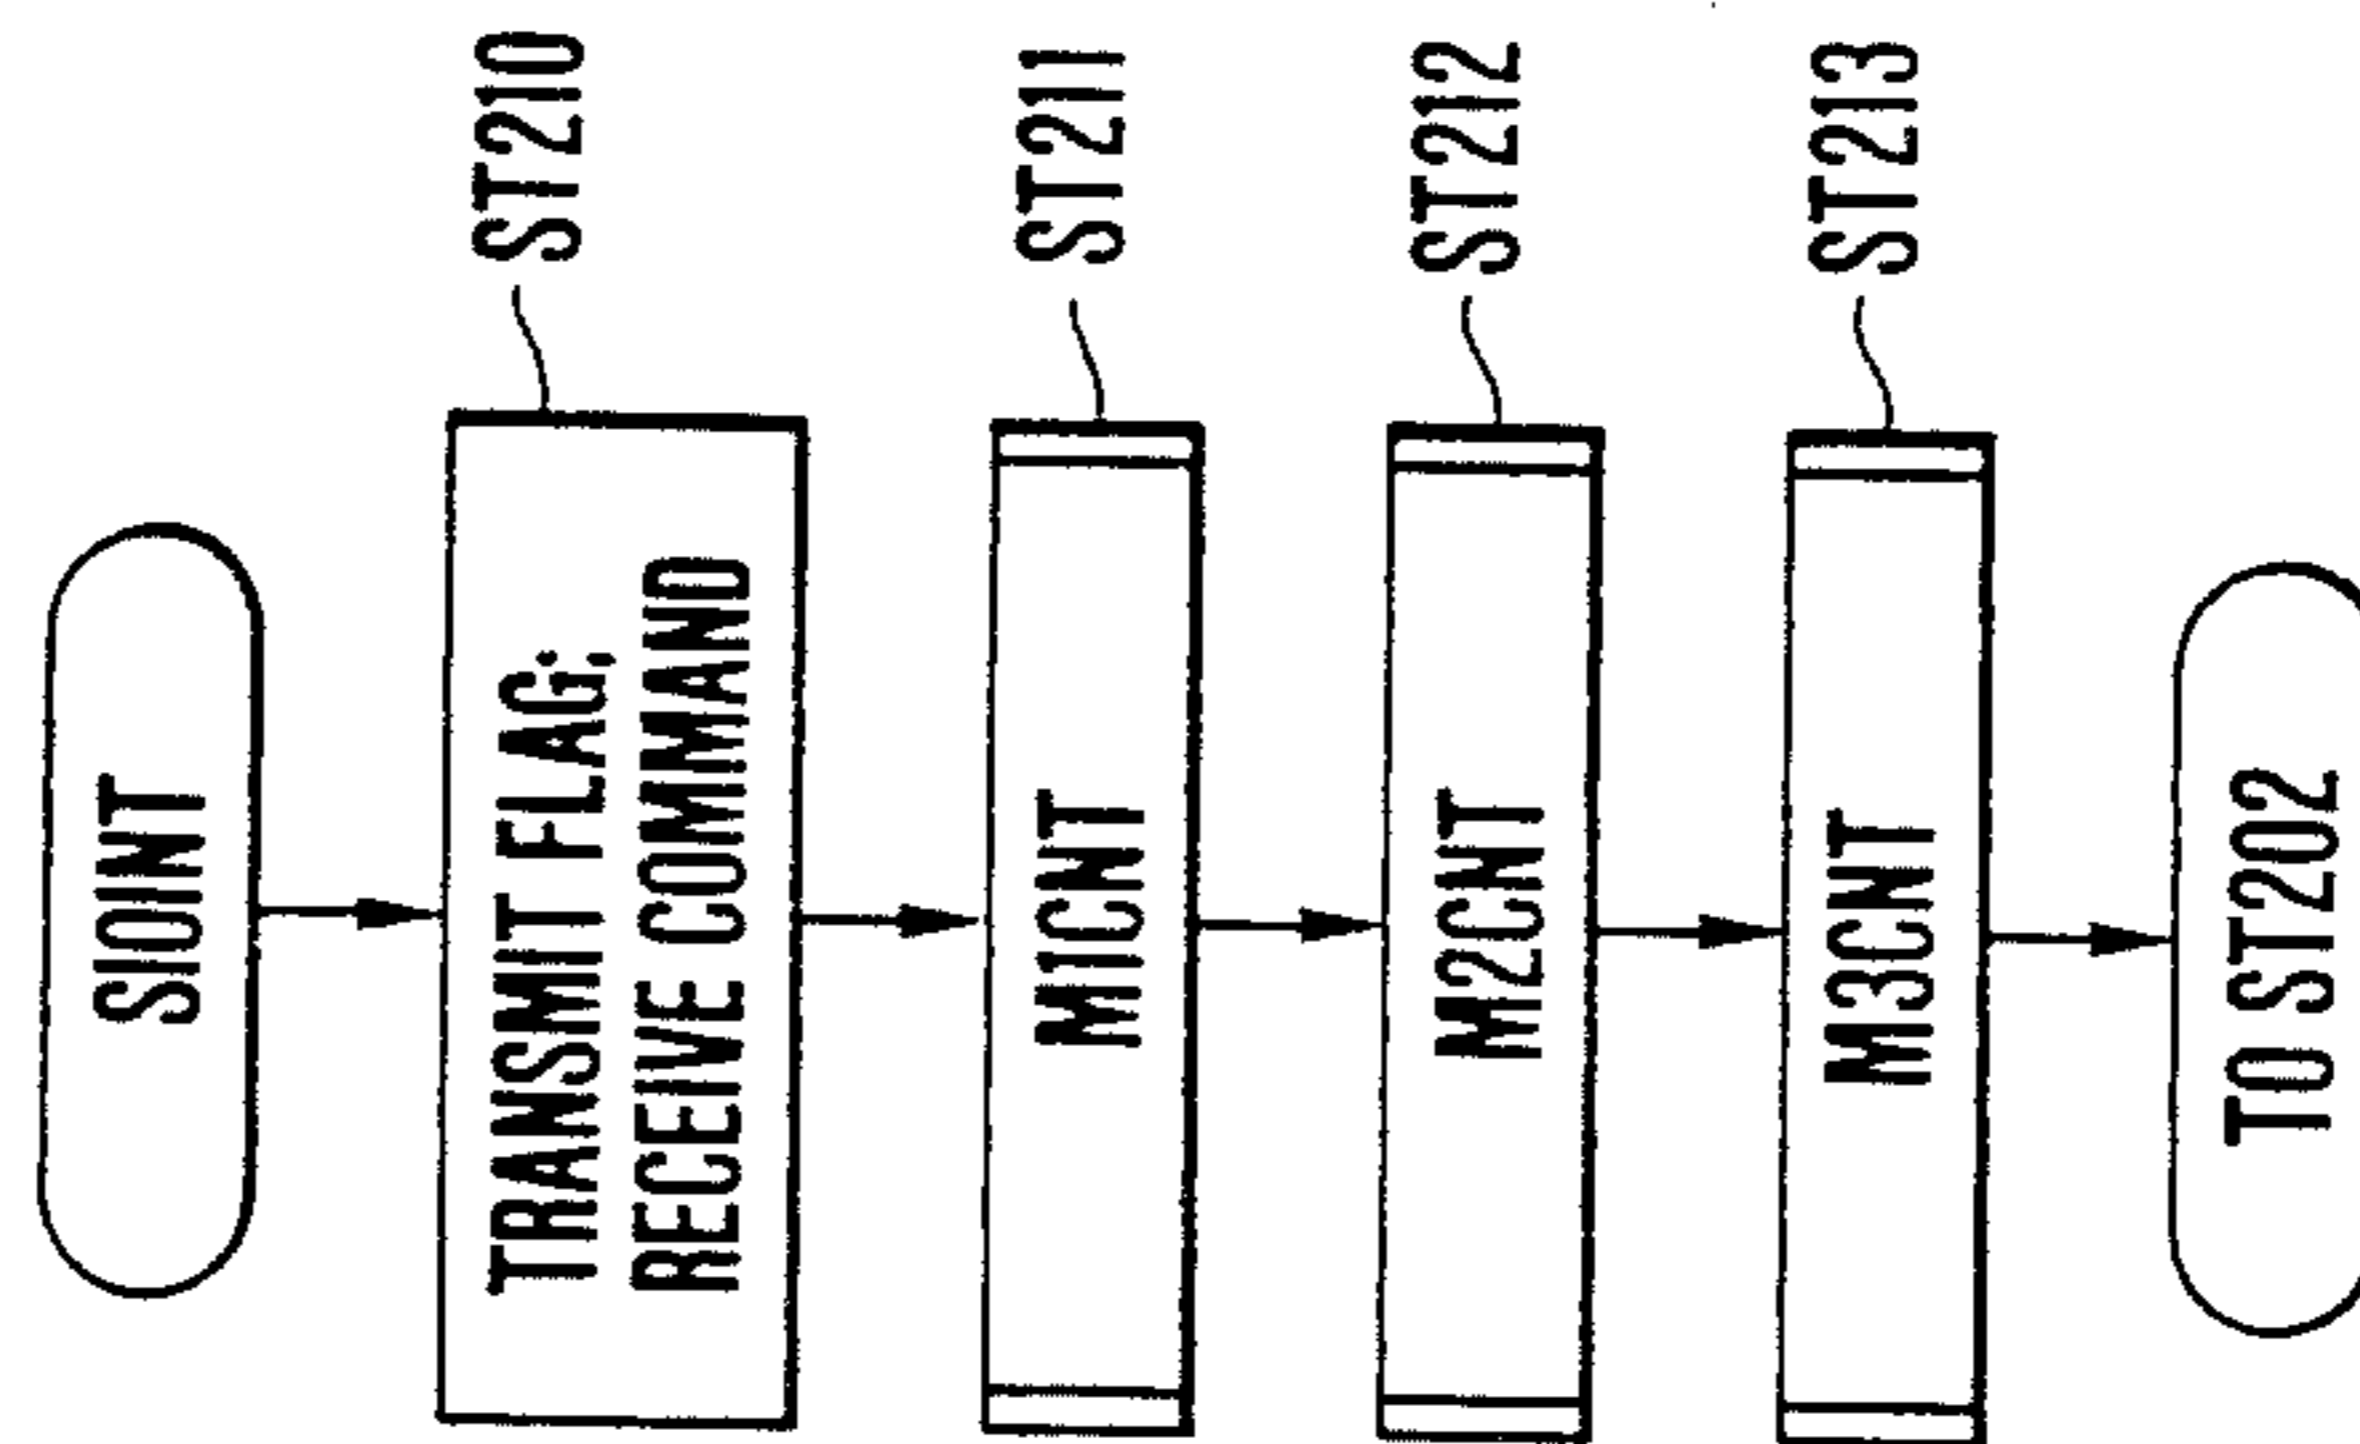 SIOINT
ST210
TRANSMIT FLAG;
RECEIVE COMMAND
ST211
M1CNT
ST212
M2CNT
ST213
M3CNT
TO ST202